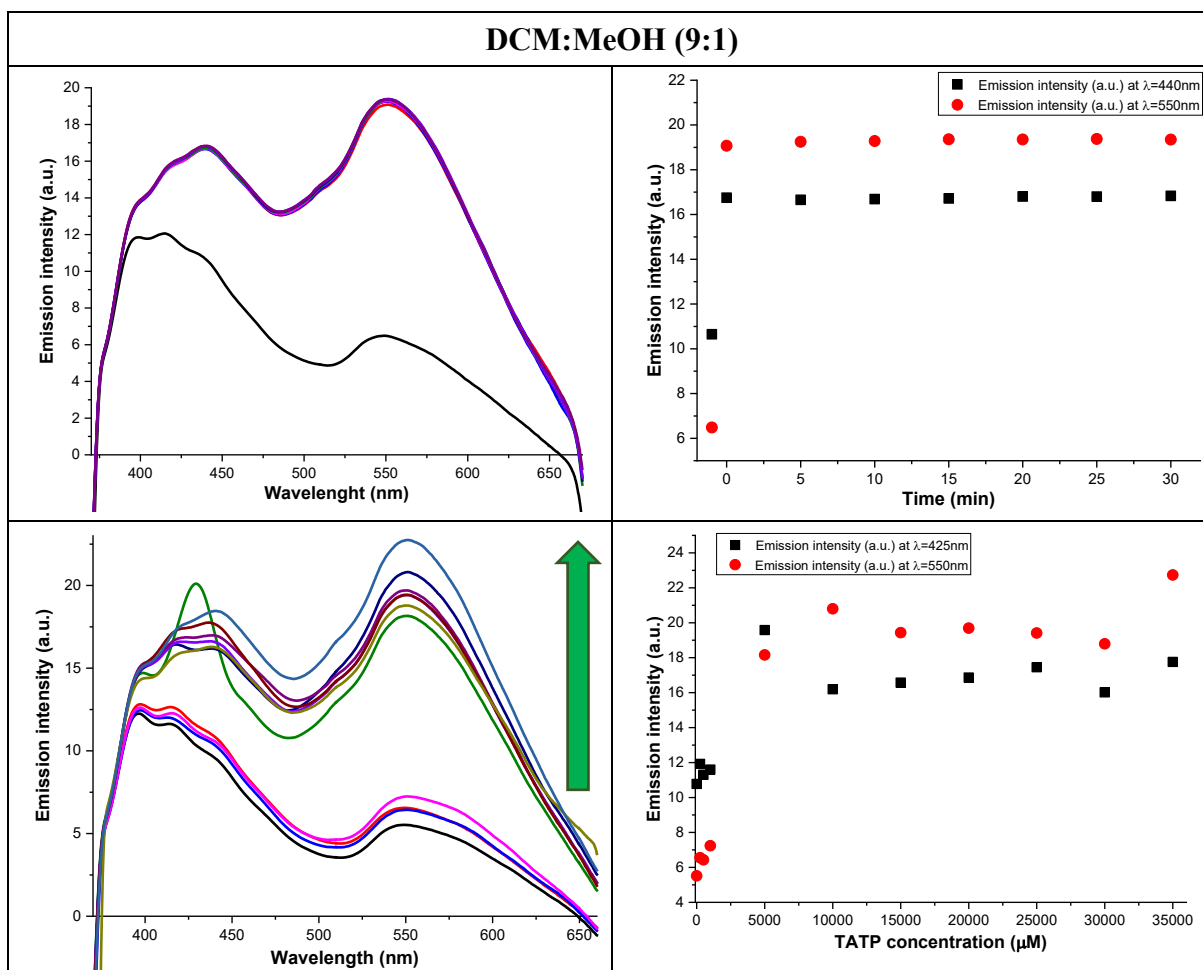 DCM:MeOH (9:1)
20
18
16
14
12
10
8
6
4
2
0
Emission intensity (a.u.)
400 450 500 550 600 650
Wavelenght (nm)
Emission intensity (a.u.) at λ=440nm
Emission intensity (a.u.) at λ=550nm
22
20
18
16
14
12
10
8
6
Emission intensity (a.u.)
0 5 10 15 20 25 30
Time (min)
20
15
10
5
0
Emission intensity (a.u.)
400 450 500 550 600 650
Wavelength (nm)
Emission intensity (a.u.) at λ=425nm
Emission intensity (a.u.) at λ=550nm
24
22
20
18
16
14
12
10
8
6
4
Emission intensity (a.u.)
0 5000 10000 15000 20000 25000 30000 35000
TATP concentration (μM)